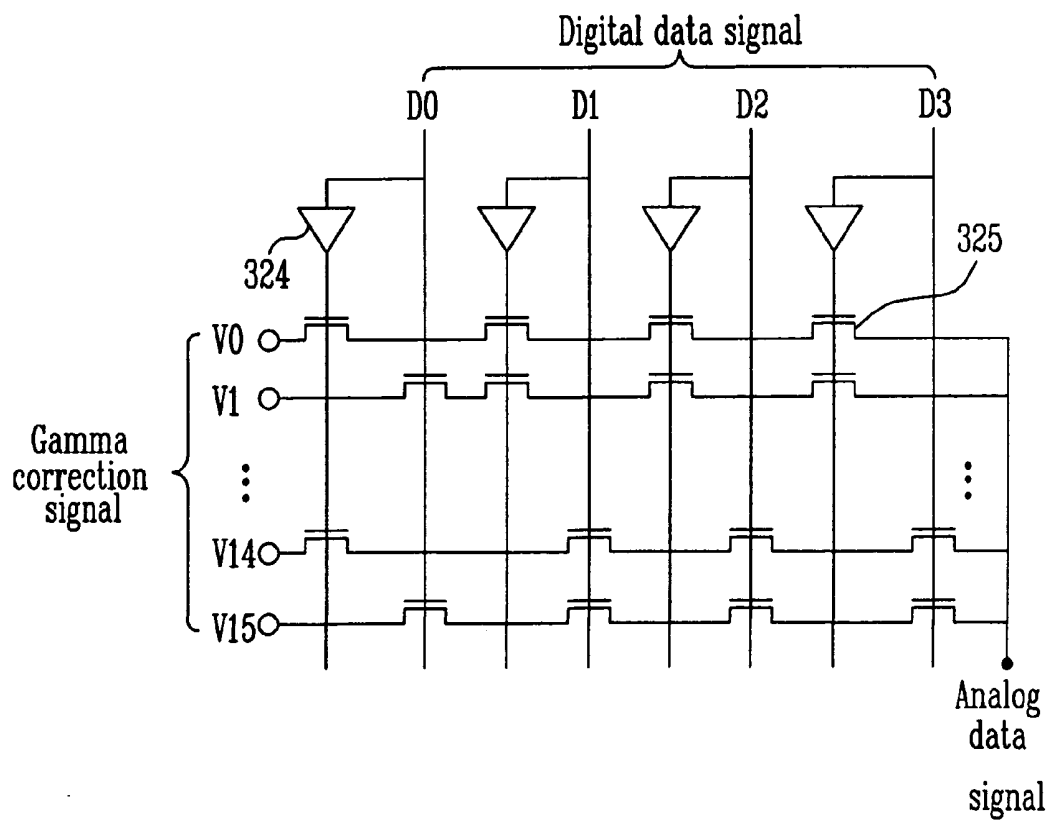 Digital data signal
D0 D1 D2 D3
324
325
V0
V1
Gamma
correction
signal
V14
V15
Analog
data
signal